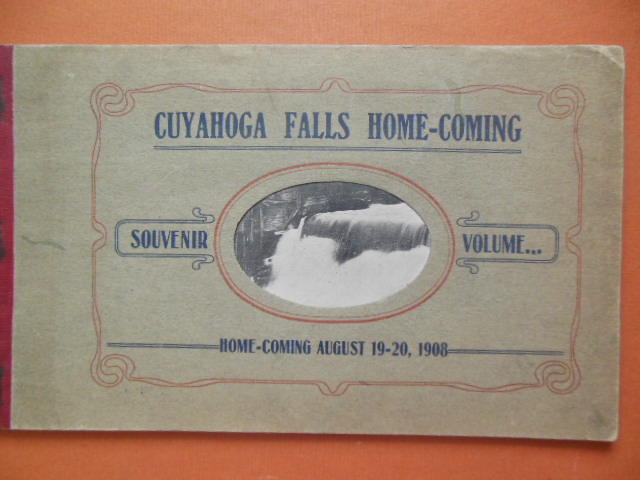 CUYAHOGA FALLS HOME-COMING
SOUVENIR VOLUME...
HOME-COMING AUGUST 19-20, 1908